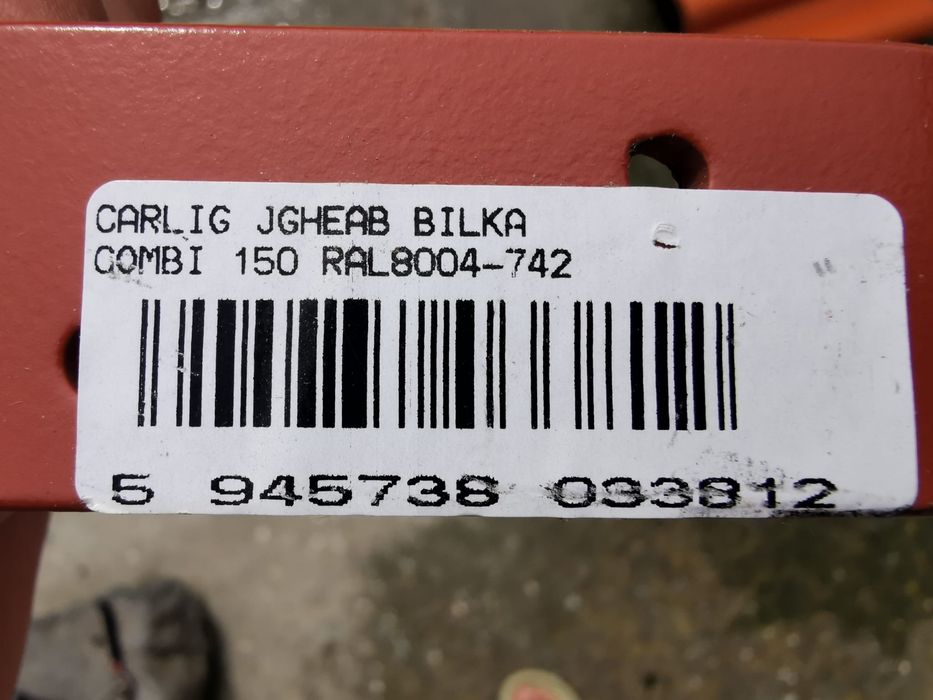 CARLIG JGHEAB BILKA
COMBI 150 RAL8004-742
5 945738 033812